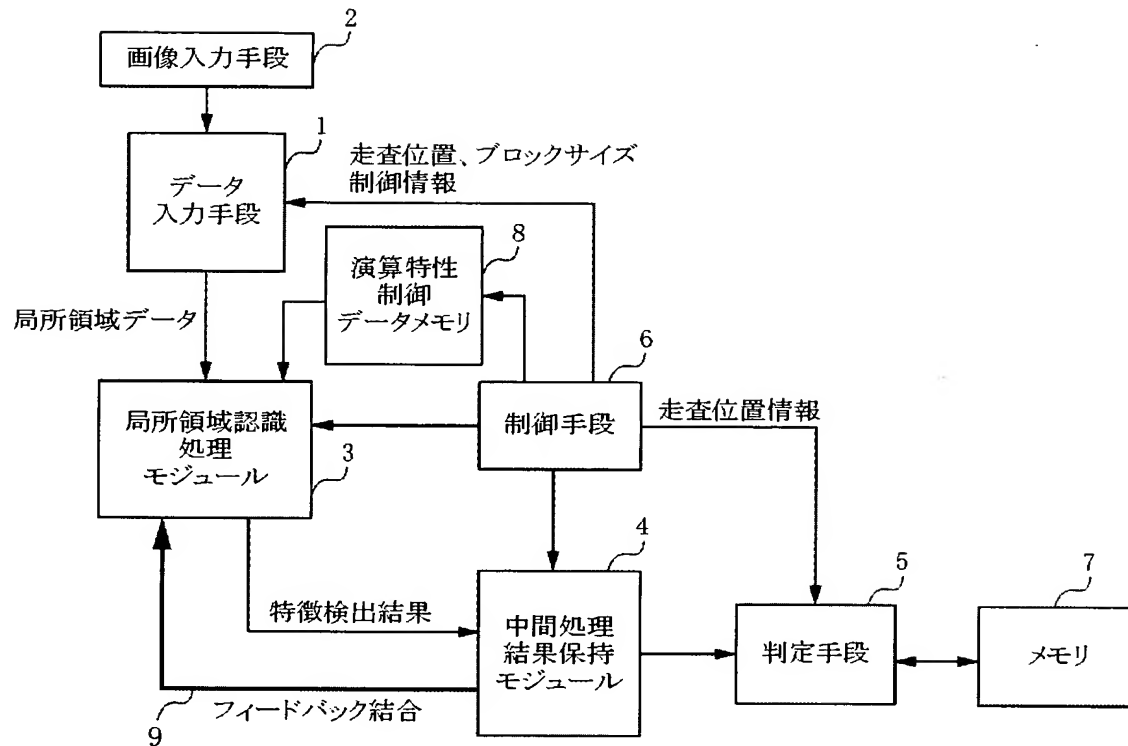 2
画像入力手段
1
データ
入力手段
走査位置、ブロックサイズ
制御情報
8
演算特性
制御
データメモリ
局所領域データ
6
制御手段
走査位置情報
局所領域認識
処理
モジュール
3
4
中間処理
結果保持
モジュール
5
判定手段
7
メモリ
特徴検出結果
フィードバック結合
9